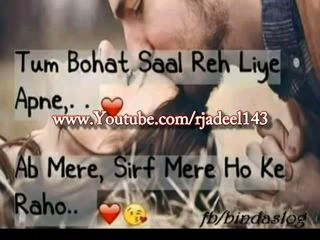 Tum Bohat Saal Reh Liye
Apne,. . ❤️
www.Youtube.com/rjadeel143
Ab Mere, Sirf Mere Ho Ke
Raho.. ❤️😘
fb/bindaslog